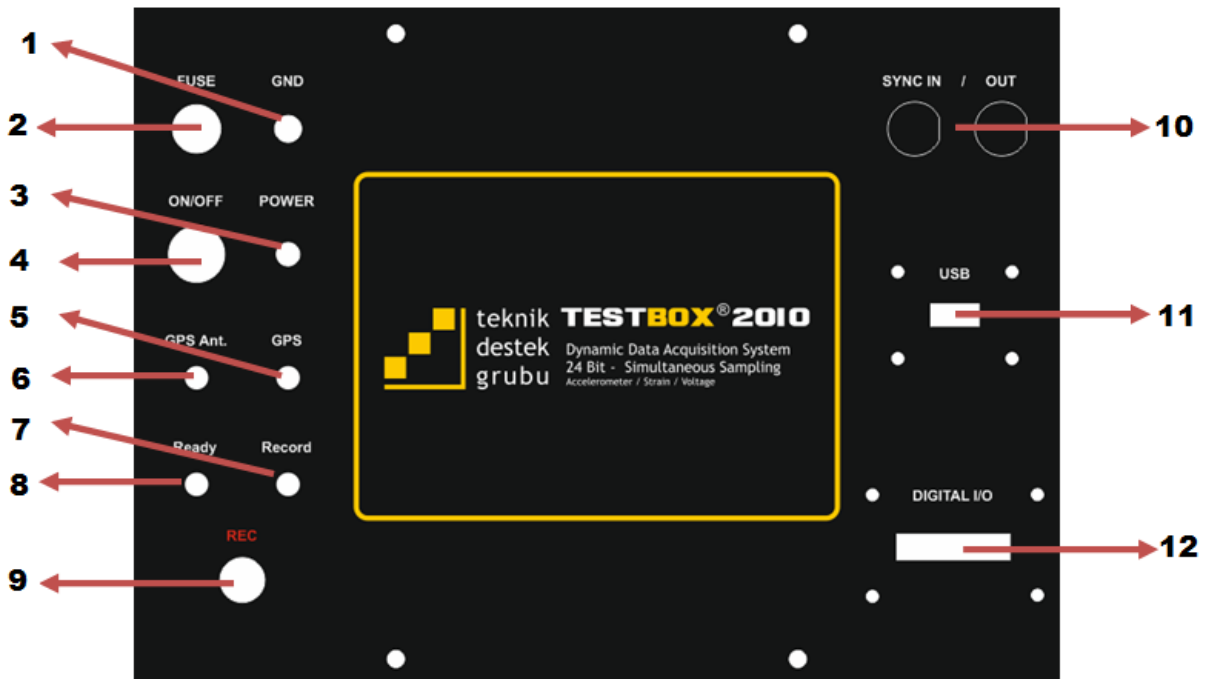 1
FUSE GND
SYNC IN / OUT
2
10
3
ON/OFF POWER
4
USB
5
11
teknik TESTBOX®2010
destek Dynamic Data Acquisition System
24 Bit - Simultaneous Sampling
grubu Accelerometer / Strain / Voltage
GPS Ant. GPS
6
7
Ready Record
8
DIGITAL I/O
REC
12
9